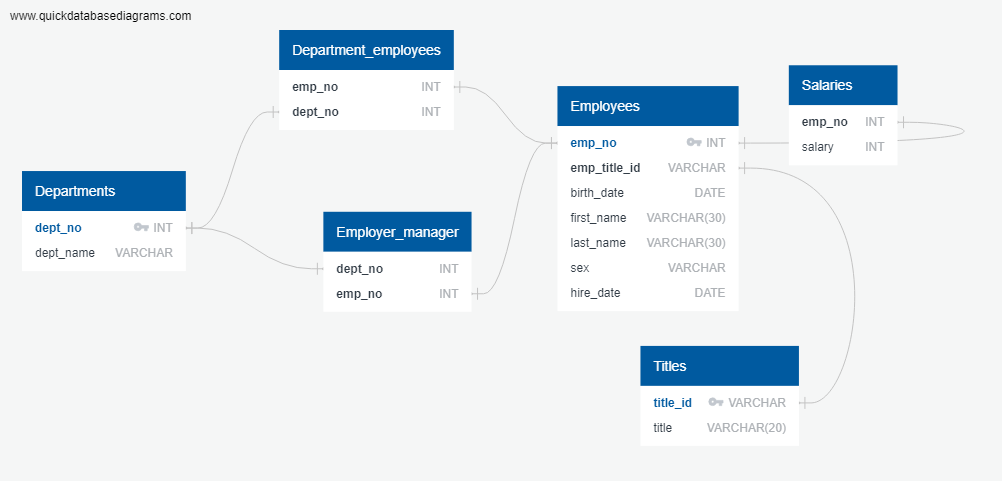 www.quickdatabasediagrams.com
Department_employees
emp_no INT
dept_no INT
Departments
dept_no INT
dept_name VARCHAR
Employer_manager
dept_no INT
emp_no INT
Employees
emp_no INT
emp_title_id VARCHAR
birth_date DATE
first_name VARCHAR(30)
last_name VARCHAR(30)
sex VARCHAR
hire_date DATE
Salaries
emp_no INT
salary INT
Titles
title_id VARCHAR
title VARCHAR(20)